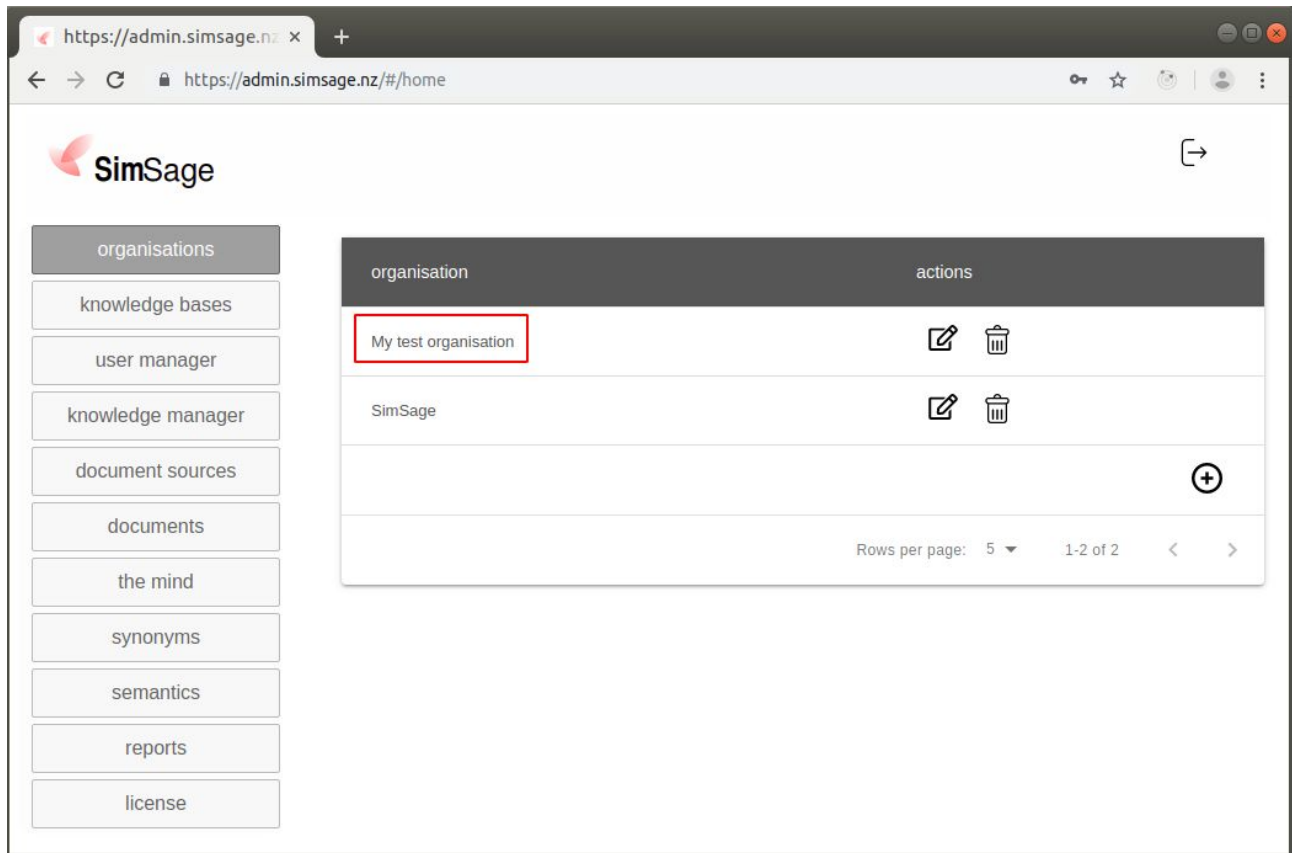 https://admin.simsage.nz
https://admin.simsage.nz/#/home
SimSage
organisations
knowledge bases
user manager
knowledge manager
document sources
documents
the mind
synonyms
semantics
reports
license
organisation actions
My test organisation
SimSage
Rows per page: 5 1-2 of 2